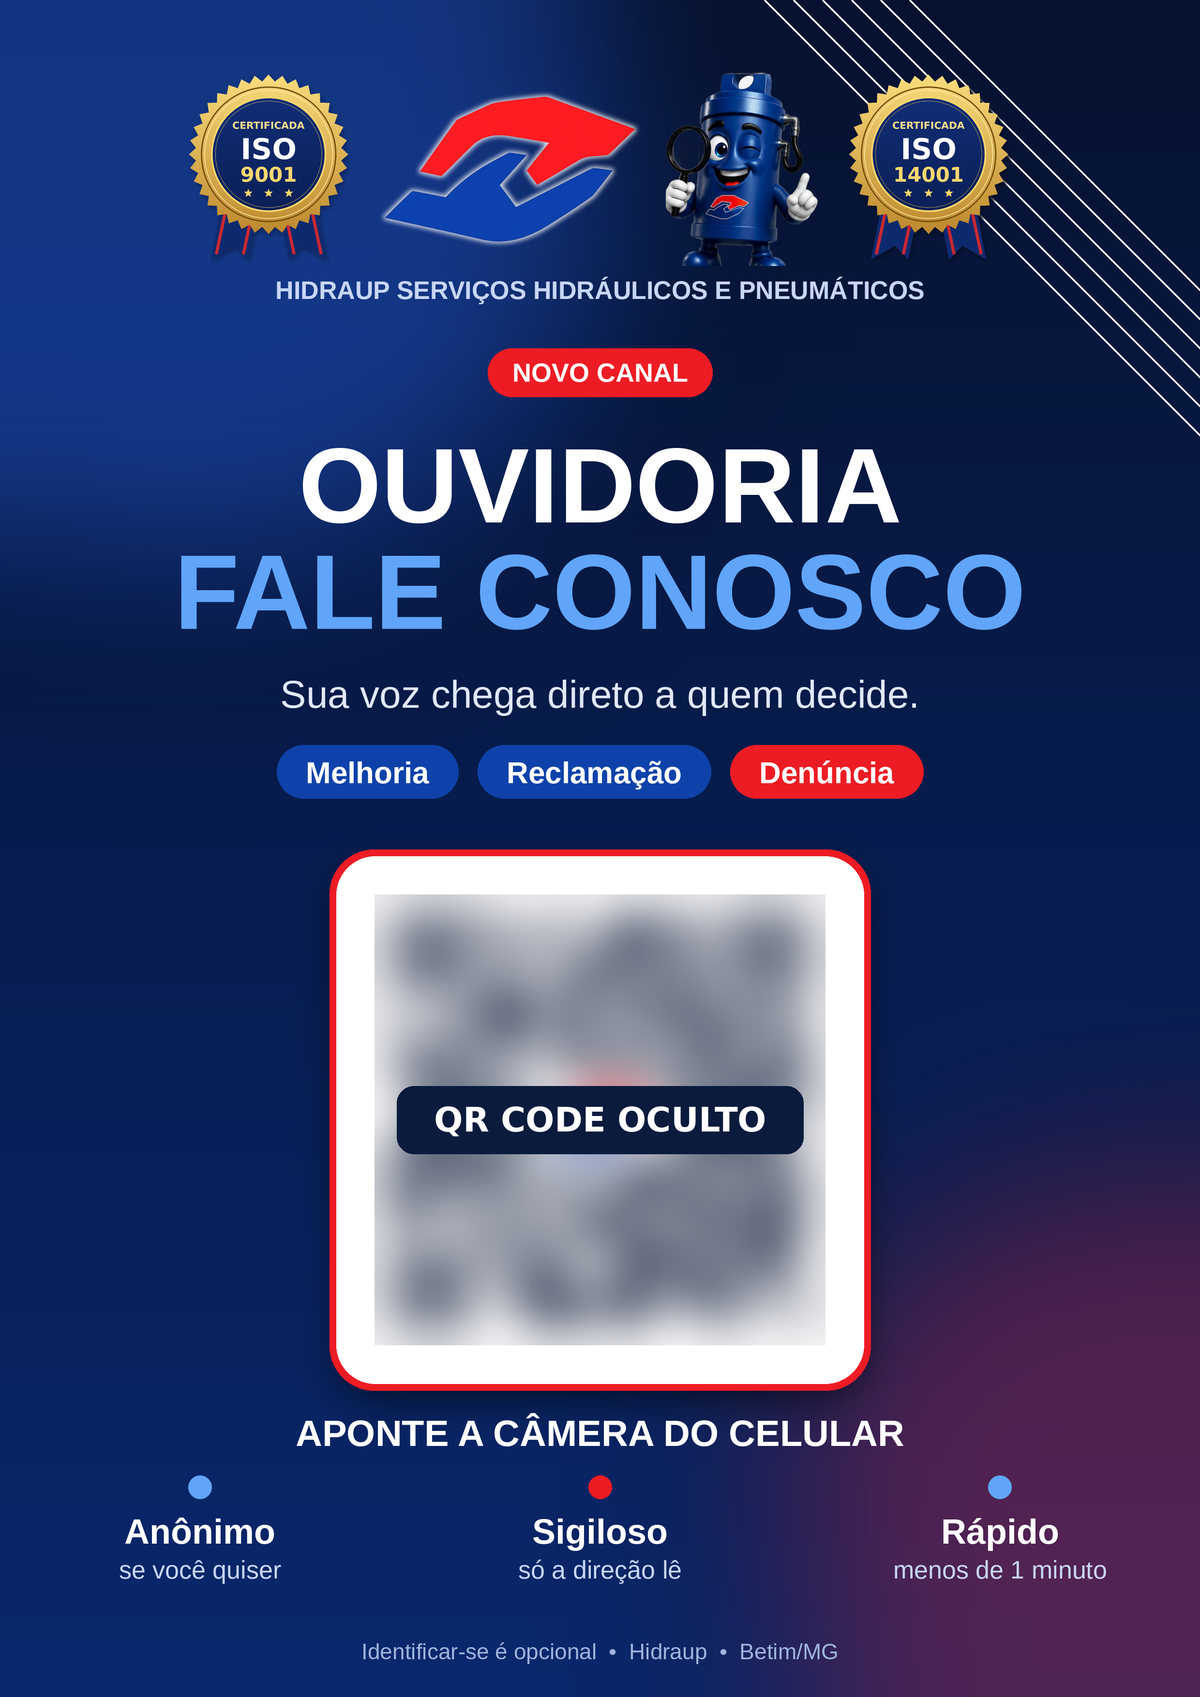 CERTIFICADA
ISO
9001
CERTIFICADA
ISO
14001
HIDRAUP SERVIÇOS HIDRÁULICOS E PNEUMÁTICOS
NOVO CANAL
OUVIDORIA
FALE CONOSCO
Sua voz chega direto a quem decide.
Melhoria Reclamação Denúncia
QR CODE OCULTO
APONTE A CÂMERA DO CELULAR
Anônimo
se você quiser
Sigiloso
só a direção lê
Rápido
menos de 1 minuto
Identificar-se é opcional • Hidraup • Betim/MG